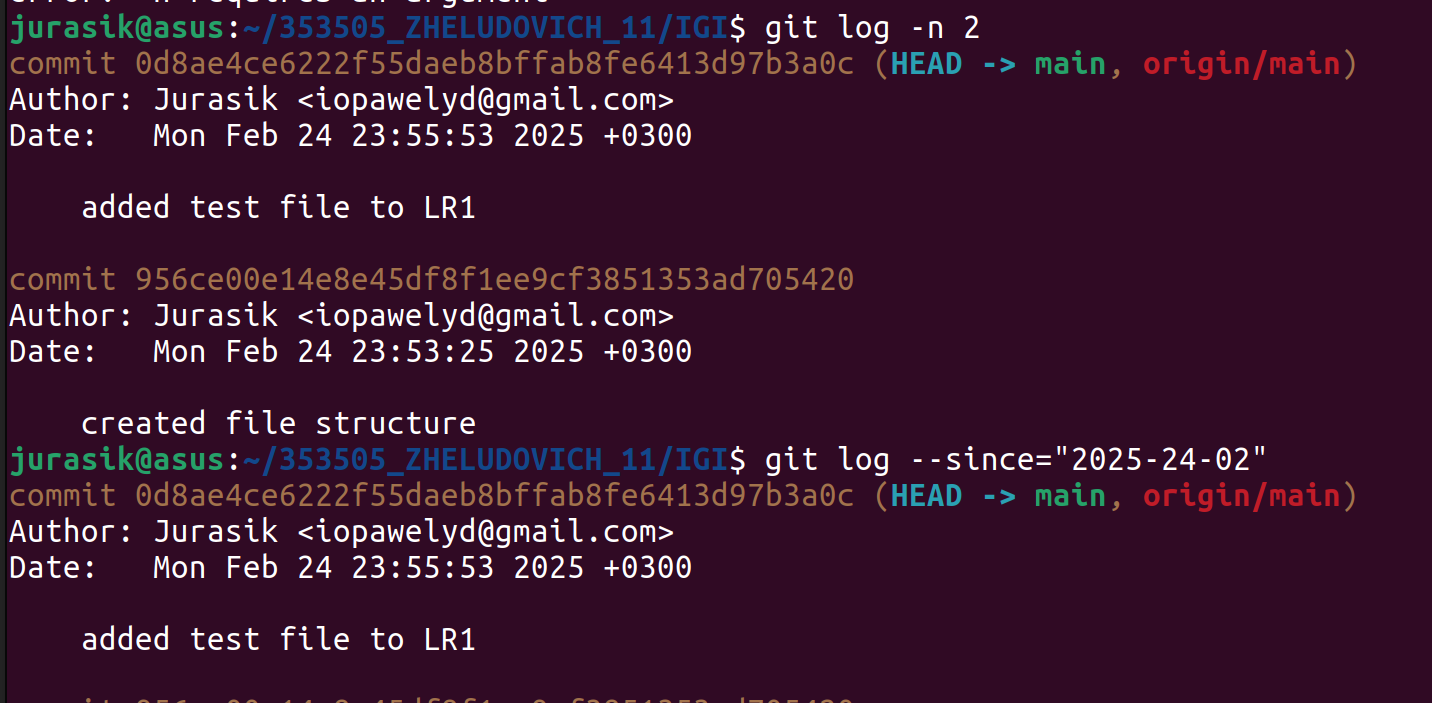 jurasik@asus:~/353505_ZHELUDOVICH_11/IGI$ git log -n 2
commit 0d8ae4ce6222f55daeb8bffab8fe6413d97b3a0c (HEAD -> main, origin/main)
Author: Jurasik <iopawelyd@gmail.com>
Date:   Mon Feb 24 23:55:53 2025 +0300
    added test file to LR1
commit 956ce00e14e8e45df8f1ee9cf3851353ad705420
Author: Jurasik <iopawelyd@gmail.com>
Date:   Mon Feb 24 23:53:25 2025 +0300
    created file structure
jurasik@asus:~/353505_ZHELUDOVICH_11/IGI$ git log --since="2025-24-02"
commit 0d8ae4ce6222f55daeb8bffab8fe6413d97b3a0c (HEAD -> main, origin/main)
Author: Jurasik <iopawelyd@gmail.com>
Date:   Mon Feb 24 23:55:53 2025 +0300
    added test file to LR1